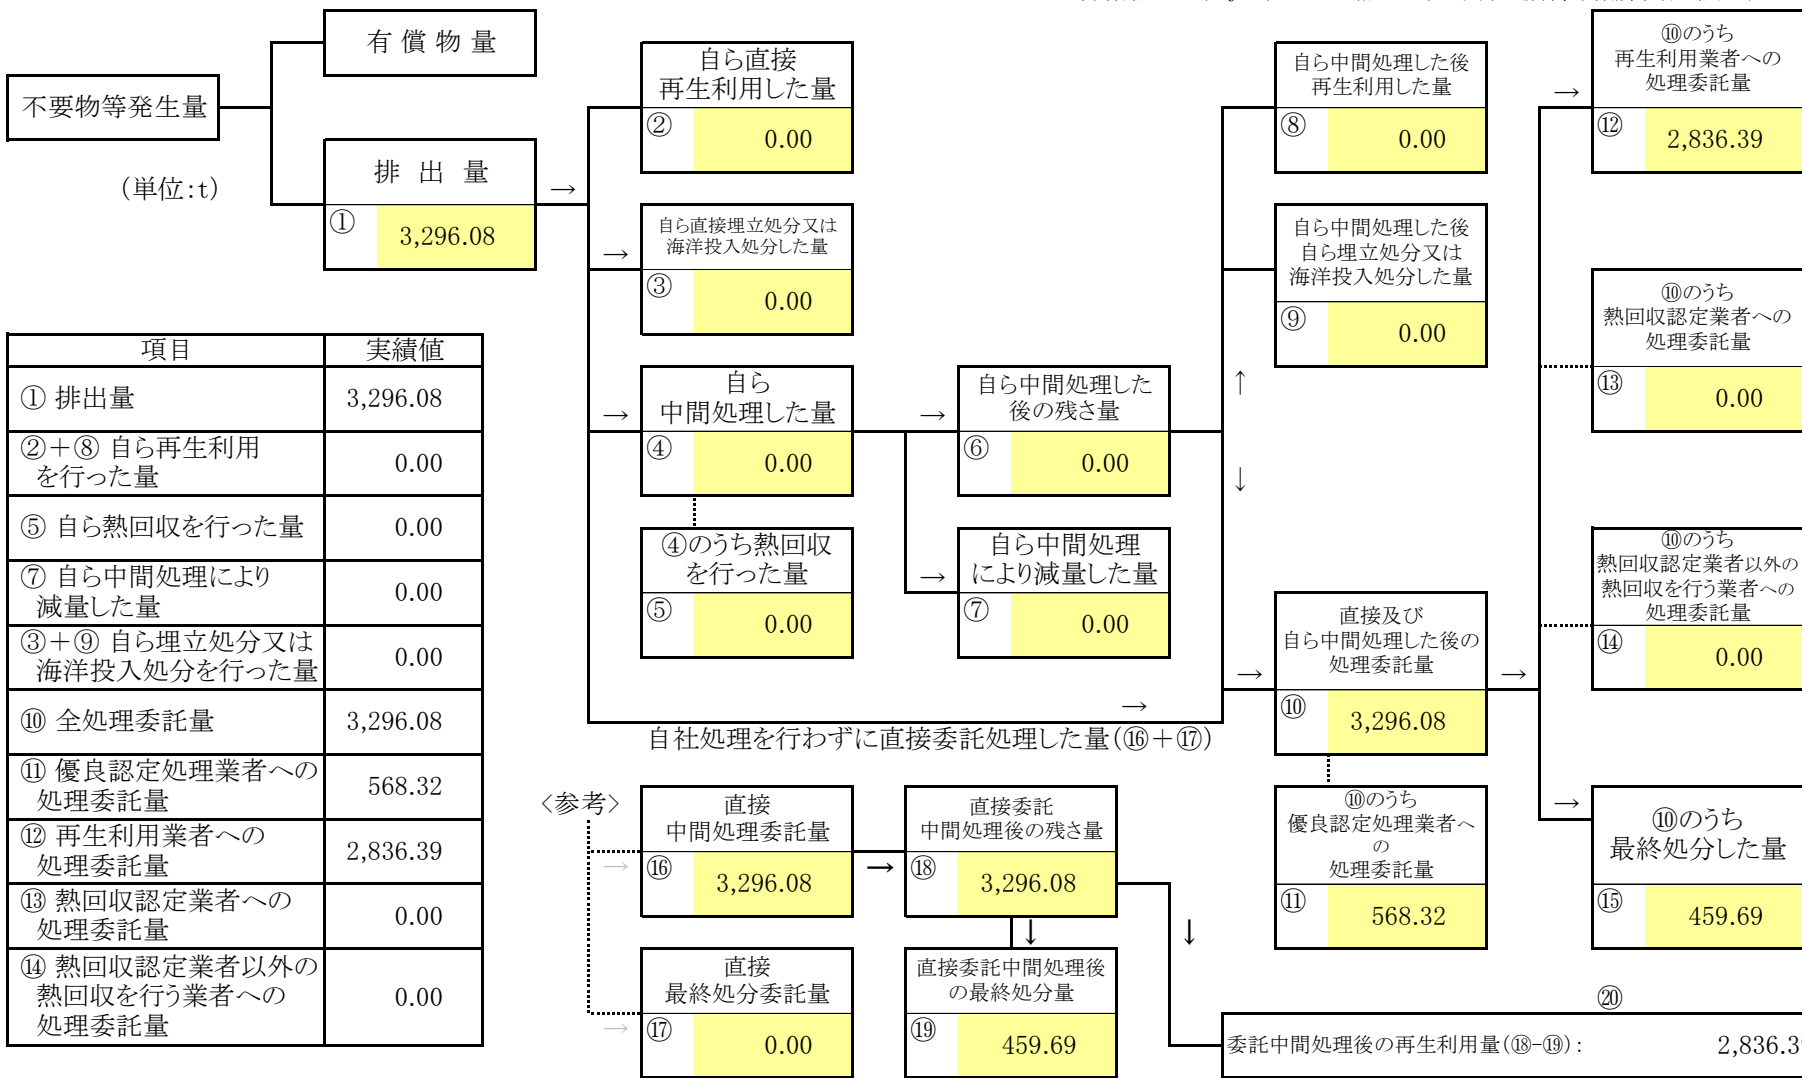 不要物等発生量
(単位:t)
有償物量
排出量
① 3,296.08
→
自ら直接
再生利用した量
② 0.00
→
自ら直接埋立処分又は
海洋投入処分した量
③ 0.00
→
自ら
中間処理した量
④ 0.00
④のうち熱回収
を行った量
⑤ 0.00
→
自ら中間処理した
後の残さ量
⑥ 0.00
→
自ら中間処理
により減量した量
⑦ 0.00
↑
↓
自ら中間処理した後
再生利用した量
⑧ 0.00
自ら中間処理した後
自ら埋立処分又は
海洋投入処分した量
⑨ 0.00
→
自社処理を行わずに直接委託処理した量(⑯+⑰)
→
直接及び
自ら中間処理した後の
処理委託量
⑩ 3,296.08
⑩のうち
優良認定処理業者へ
の
処理委託量
⑪ 568.32
→
→
⑩のうち
再生利用業者への
処理委託量
⑫ 2,836.39
⑩のうち
熱回収認定業者への
処理委託量
⑬ 0.00
⑩のうち
熱回収認定業者以外の
熱回収を行う業者への
処理委託量
⑭ 0.00
→
⑩のうち
最終処分した量
⑮ 459.69
項目 実績値
① 排出量 3,296.08
②+⑧ 自ら再生利用
を行った量 0.00
⑤ 自ら熱回収を行った量 0.00
⑦ 自ら中間処理により
減量した量 0.00
③+⑨ 自ら埋立処分又は
海洋投入処分を行った量 0.00
⑩ 全処理委託量 3,296.08
⑪ 優良認定処理業者への
処理委託量 568.32
⑫ 再生利用業者への
処理委託量 2,836.39
⑬ 熱回収認定業者への
処理委託量 0.00
⑭ 熱回収認定業者以外の
熱回収を行う業者への
処理委託量 0.00
<参考>
→
直接
中間処理委託量
⑯ 3,296.08
→
直接委託
中間処理後の残さ量
⑱ 3,296.08
↓
↓
→
直接
最終処分委託量
⑰ 0.00
直接委託中間処理後
の最終処分量
⑲ 459.69
⑳
委託中間処理後の再生利用量(⑱-⑲): 2,836.3